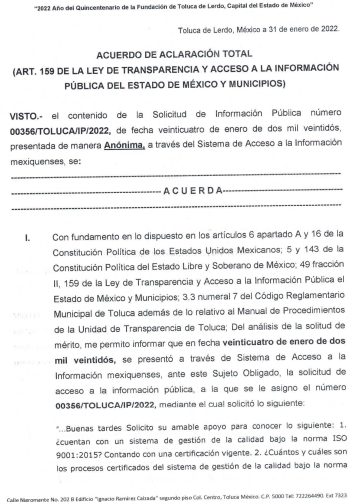 "2022 Año del Quincentenario de la Fundación de Toluca de Lerdo, Capital del Estado de México"
Toluca de Lerdo, México a 31 de enero de 2022.
ACUERDO DE ACLARACIÓN TOTAL
(ART. 159 DE LA LEY DE TRANSPARENCIA Y ACCESO A LA INFORMACIÓN
PÚBLICA DEL ESTADO DE MÉXICO Y MUNICIPIOS)
VISTO.- el contenido de la Solicitud de Información Pública número
00356/TOLUCA/IP/2022, de fecha veinticuatro de enero de dos mil veintidós,
presentada de manera Anónima, a través del Sistema de Acceso a la Información
mexiquenses, se:
A C U E R D A
I. Con fundamento en lo dispuesto en los artículos 6 apartado A y 16 de la
Constitución Política de los Estados Unidos Mexicanos; 5 y 143 de la
Constitución Política del Estado Libre y Soberano de México; 49 fracción
II, 159 de la Ley de Transparencia y Acceso a la Información Pública el
Estado de México y Municipios; 3.3 numeral 7 del Código Reglamentario
Municipal de Toluca además de lo relativo al Manual de Procedimientos
de la Unidad de Transparencia de Toluca; Del análisis de la solitud de
mérito, me permito informar que en fecha veinticuatro de enero de dos
mil veintidós, se presentó a través de Sistema de Acceso a la
Información mexiquenses, ante este Sujeto Obligado, la solicitud de
acceso a la información pública, a la que se le asigno el número
00356/TOLUCA/IP/2022, mediante el cual solicitó lo siguiente:
"...Buenas tardes Solicito su amable apoyo para conocer lo siguiente: 1.
¿cuentan con un sistema de gestión de la calidad bajo la norma ISO
9001:2015? Contando con una certificación vigente. 2. ¿Cuántos y cuáles son
los procesos certificados del sistema de gestión de la calidad bajo la norma
Calle Nigromante No. 202 B Edificio "Ignacio Ramírez Calzada" segundo piso Col. Centro, Toluca México. C.P. 5000 Tel: 722264490. Ext 7323